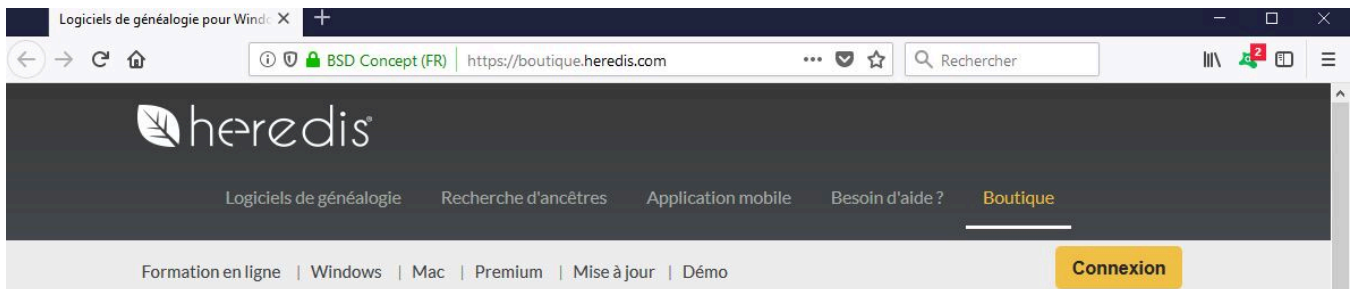 Logiciels de généalogie pour Windo
BSD Concept (FR) https://boutique.heredis.com Rechercher 2
heredis
Logiciels de généalogie Recherche d'ancêtres Application mobile Besoin d'aide ? Boutique
Formation en ligne | Windows | Mac | Premium | Mise à jour | Démo Connexion